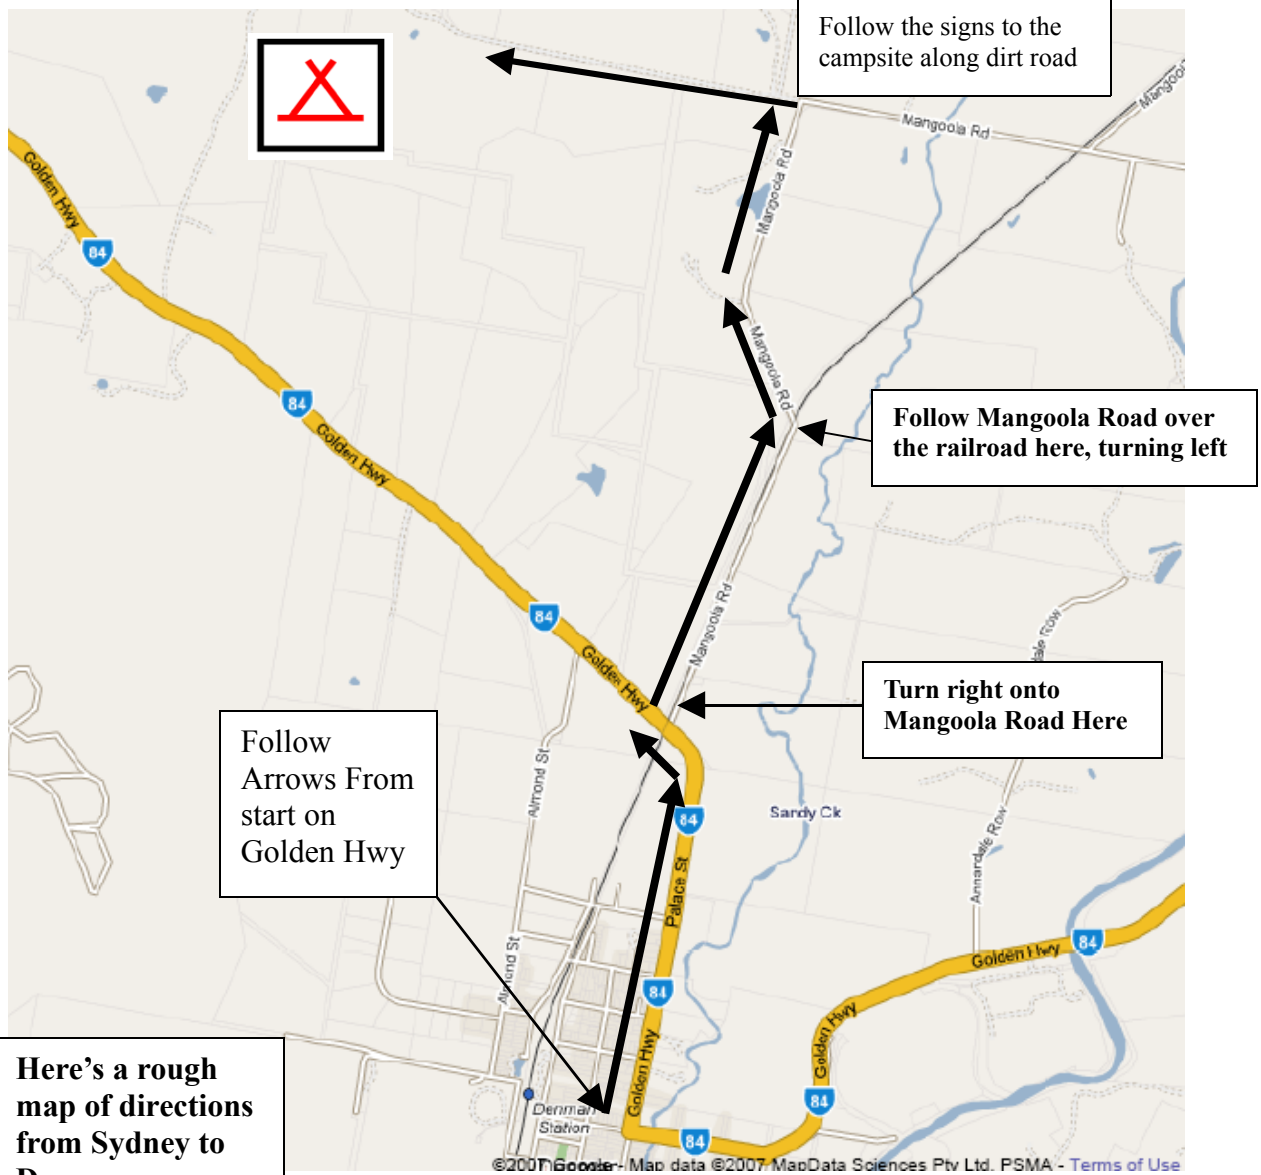 Follow the signs to the
campsite along dirt road
Mangoola
Mangoola Rd
Mangoola Rd
Golden Hwy
84
Mangoola Rd
84
Golden Hwy
Follow Mangoola Road over
the railroad here, turning left
84
Mangoola Rd
Golden Hwy
Turn right onto
Mangoola Road Here
Follow
Arrows From
start on
Golden Hwy
Almond St
84
Sandy Ck
Palace St
Annandale Row
Almond St
84
Golden Hwy
84
Golden Hwy
Golden Hwy
84
Denman
Station
84
Here's a rough
map of directions
from Sydney to
©2007 Google - Map data ©2007 MapData Sciences Pty Ltd, PSMA - Terms of Use